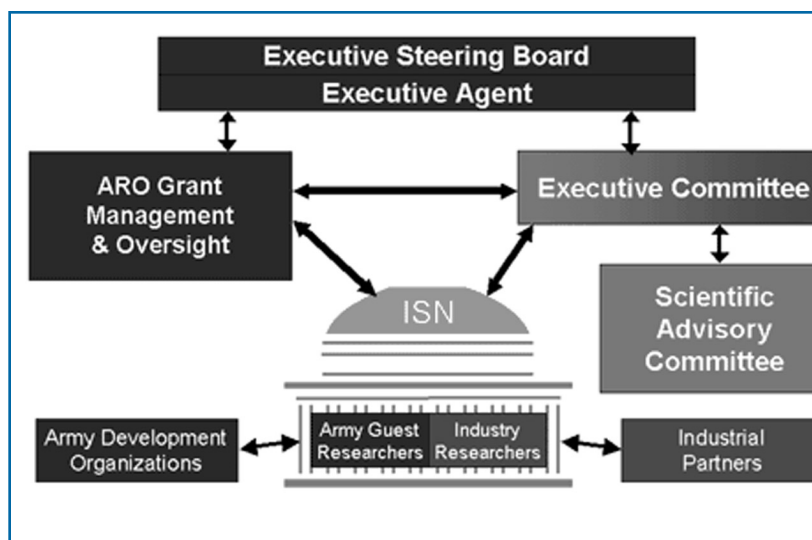 Executive Steering Board
Executive Agent
ARO Grant
Management
& Oversight
Executive Committee
ISN
Scientific
Advisory
Committee
Army Development
Organizations
Army Guest
Researchers
Industry
Researchers
Industrial
Partners